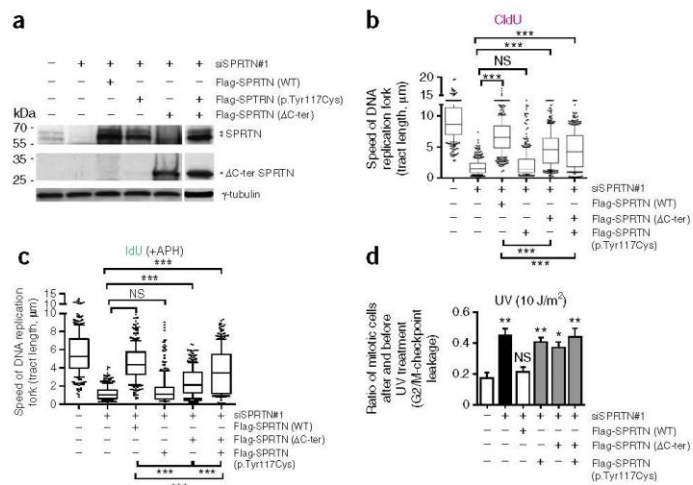 a
− + + + + + siSPRTN#1
− − + − − − Flag-SPRTN (WT)
− − − + − + Flag-SPTRN (p.Tyr117Cys)
− − − − + + Flag-SPRTN (ΔC-ter)
kDa
70
55
SPRTN
35
25
ΔC-ter SPRTN
γ-tubulin
b
CldU
***
***
NS
***
Speed of DNA
replication fork
(tract length, μm)
20
15
10
5
0
− + + + + + siSPRTN#1
− − + − − − Flag-SPRTN (WT)
− − − − + + Flag-SPRTN (ΔC-ter)
− − − + − + Flag-SPRTN
(p.Tyr117Cys)
***
***
c
IdU (+APH)
***
***
NS
Speed of DNA replication
fork (tract length, μm)
10
8
6
4
2
0
− + + + + + siSPRTN#1
− − + − − − Flag-SPRTN (WT)
− − − − + + Flag-SPRTN (ΔC-ter)
− − − + − + Flag-SPRTN
(p.Tyr117Cys)
*** ***
***
d
UV (10 J/m²)
Ratio of mitotic cells
after and before
UV treatment
(G2/M-checkpoint
leakage)
0.6
0.4
0.2
0
** NS ** * **
− + + + + + siSPRTN#1
− − + − − − Flag-SPRTN (WT)
− − − − + + Flag-SPRTN (ΔC-ter)
− − − + − + Flag-SPRTN
(p.Tyr117Cys)